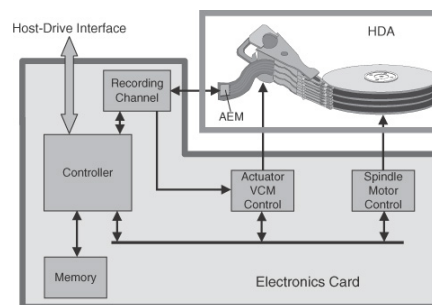 Host-Drive Interface
HDA
Recording
Channel
AEM
Controller
Actuator
VCM
Control
Spindle
Motor
Control
Memory
Electronics Card